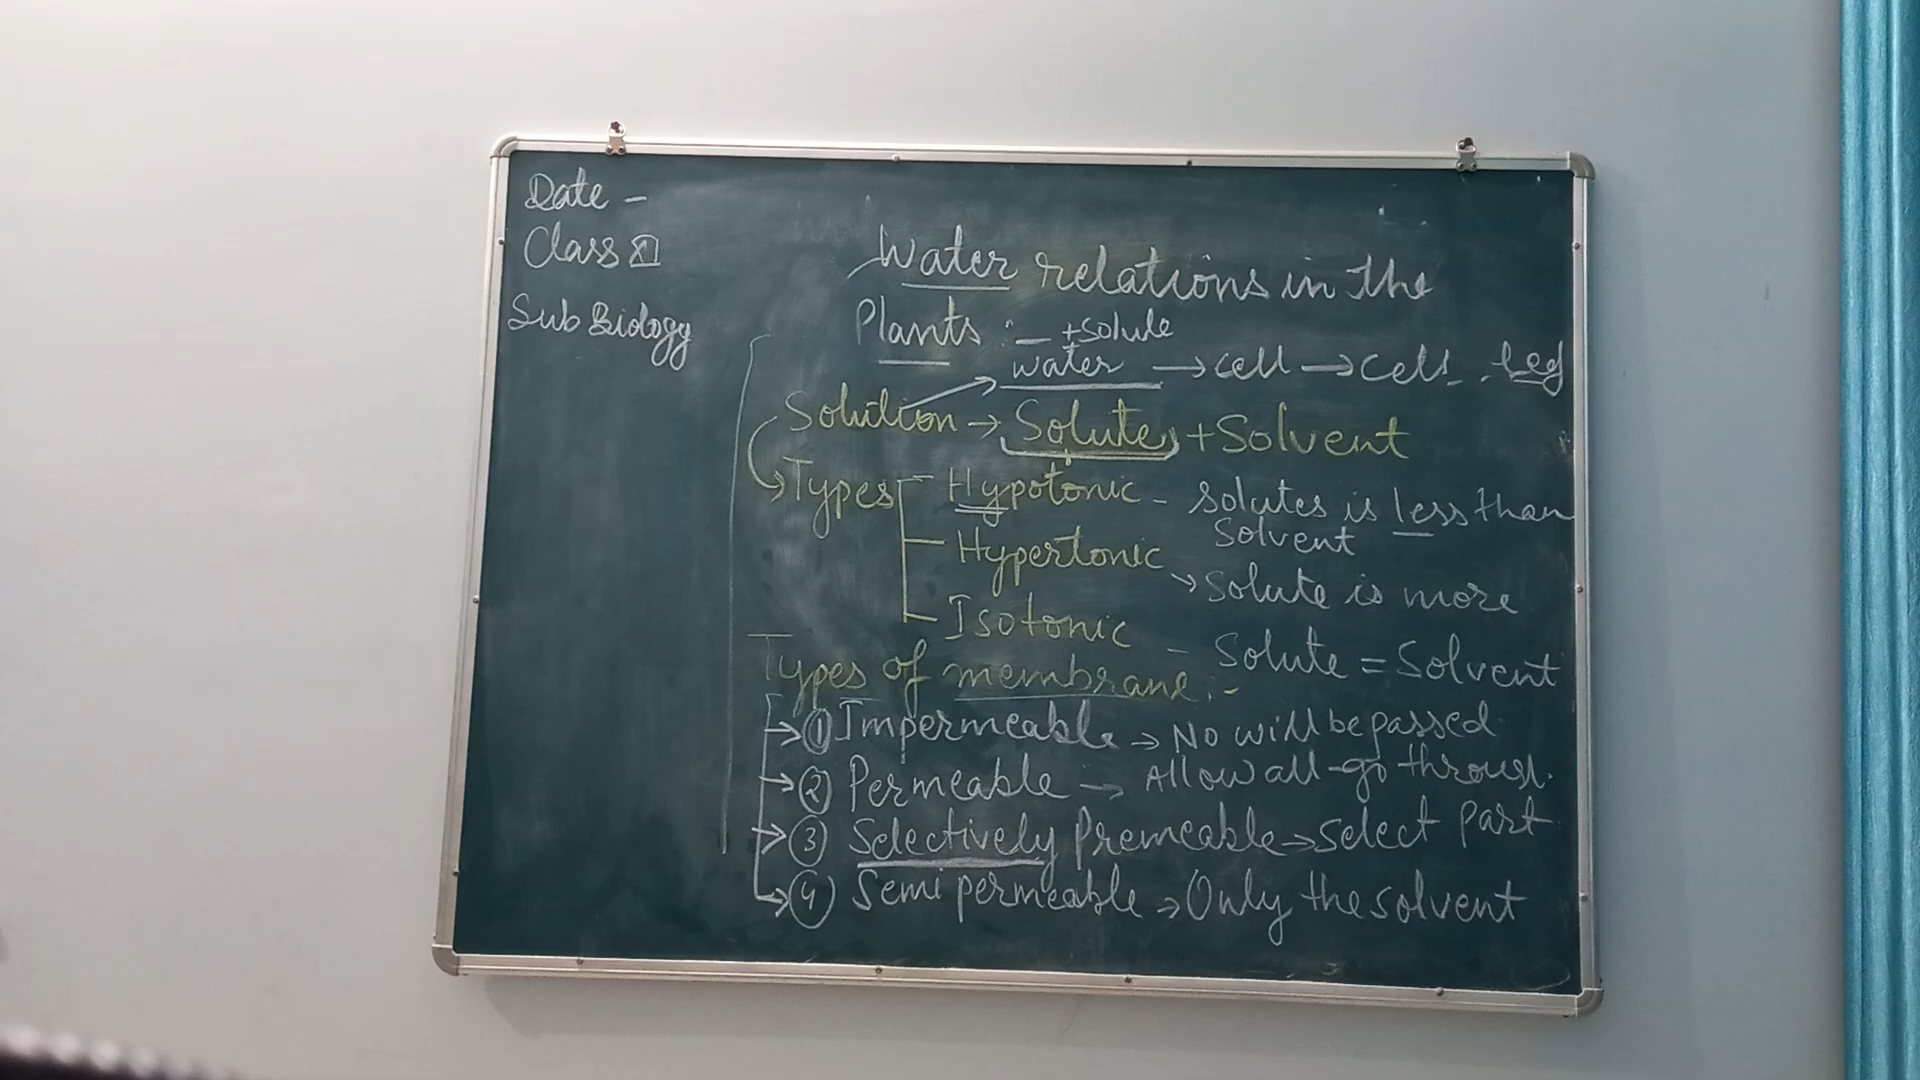 Date -
Class XI
Sub Biology
Water relations in the
Plants :- +solute
water → cell → cell
Solution → Solutes + Solvent
Types Hypotonic - Solutes is less than
Solvent
Hypertonic → Solute is more
Isotonic - Solute = Solvent
Types of membrane :-
→ ① Impermeable → No will be passed
→ ② Permeable → Allow all go through.
→ ③ Selectively Premeable → select part
→ ④ Semi permeable → Only the solvent